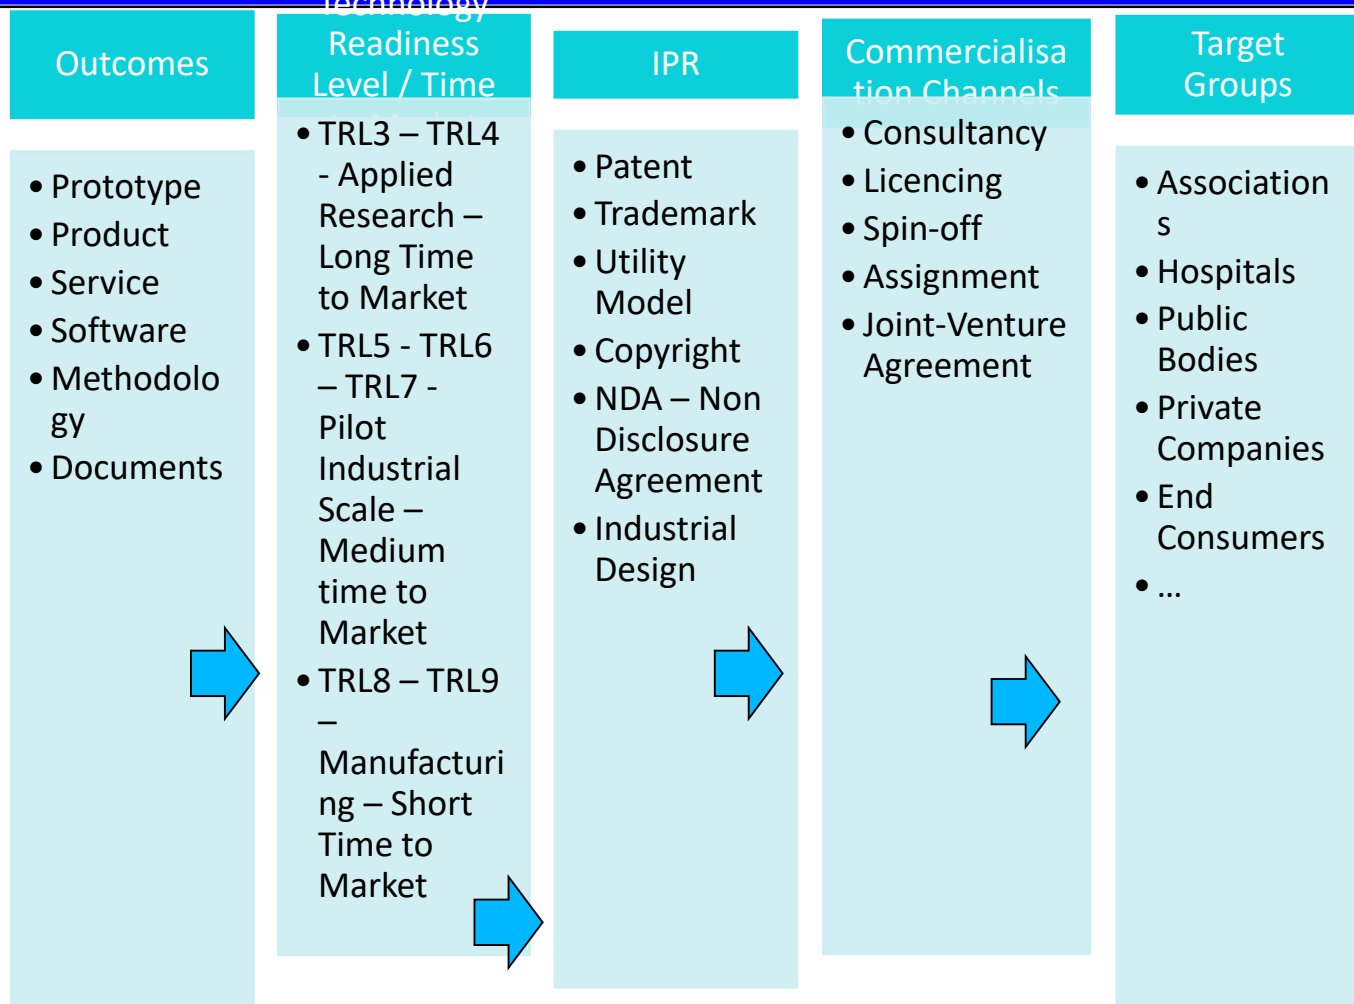 Outcomes
• Prototype
• Product
• Service
• Software
• Methodolo
gy
• Documents
Technology
Readiness
Level / Time
• TRL3 – TRL4
- Applied
Research –
Long Time
to Market
• TRL5 - TRL6
– TRL7 -
Pilot
Industrial
Scale –
Medium
time to
Market
• TRL8 – TRL9
–
Manufacturi
ng – Short
Time to
Market
IPR
• Patent
• Trademark
• Utility
Model
• Copyright
• NDA – Non
Disclosure
Agreement
• Industrial
Design
Commercialisa
tion Channels
• Consultancy
• Licencing
• Spin-off
• Assignment
• Joint-Venture
Agreement
Target
Groups
• Association
s
• Hospitals
• Public
Bodies
• Private
Companies
• End
Consumers
• ...